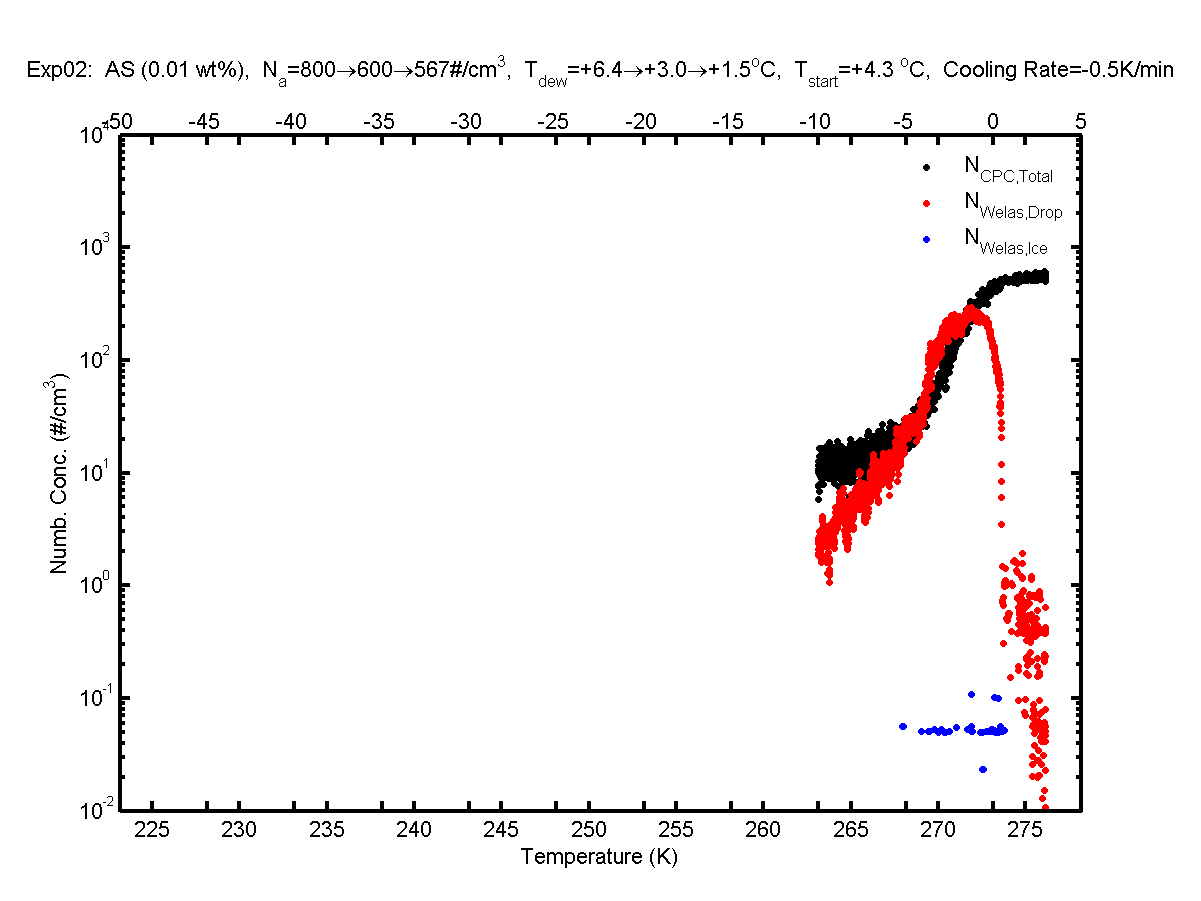 Exp02: AS (0.01 wt%), Na=800→600→567#/cm³, Tdew=+6.4→+3.0→+1.5°C, Tstart=+4.3 °C, Cooling Rate=-0.5K/min
-50 -45 -40 -35 -30 -25 -20 -15 -10 -5 0 5
10⁴
NCPC,Total
NWelas,Drop
NWelas,Ice
10³
10²
10¹
10⁰
10⁻¹
10⁻²
Numb. Conc. (#/cm³)
225 230 235 240 245 250 255 260 265 270 275
Temperature (K)